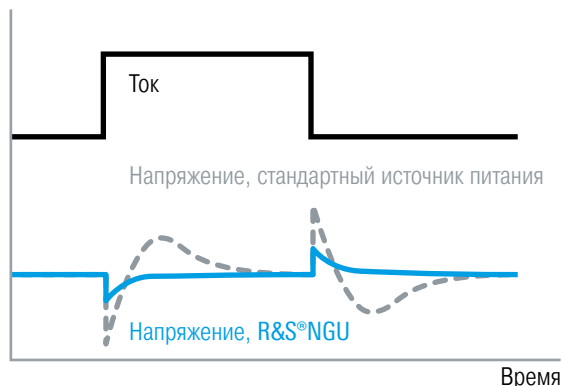 Ток
Напряжение, стандартный источник питания
Напряжение, R&S®NGU
Время